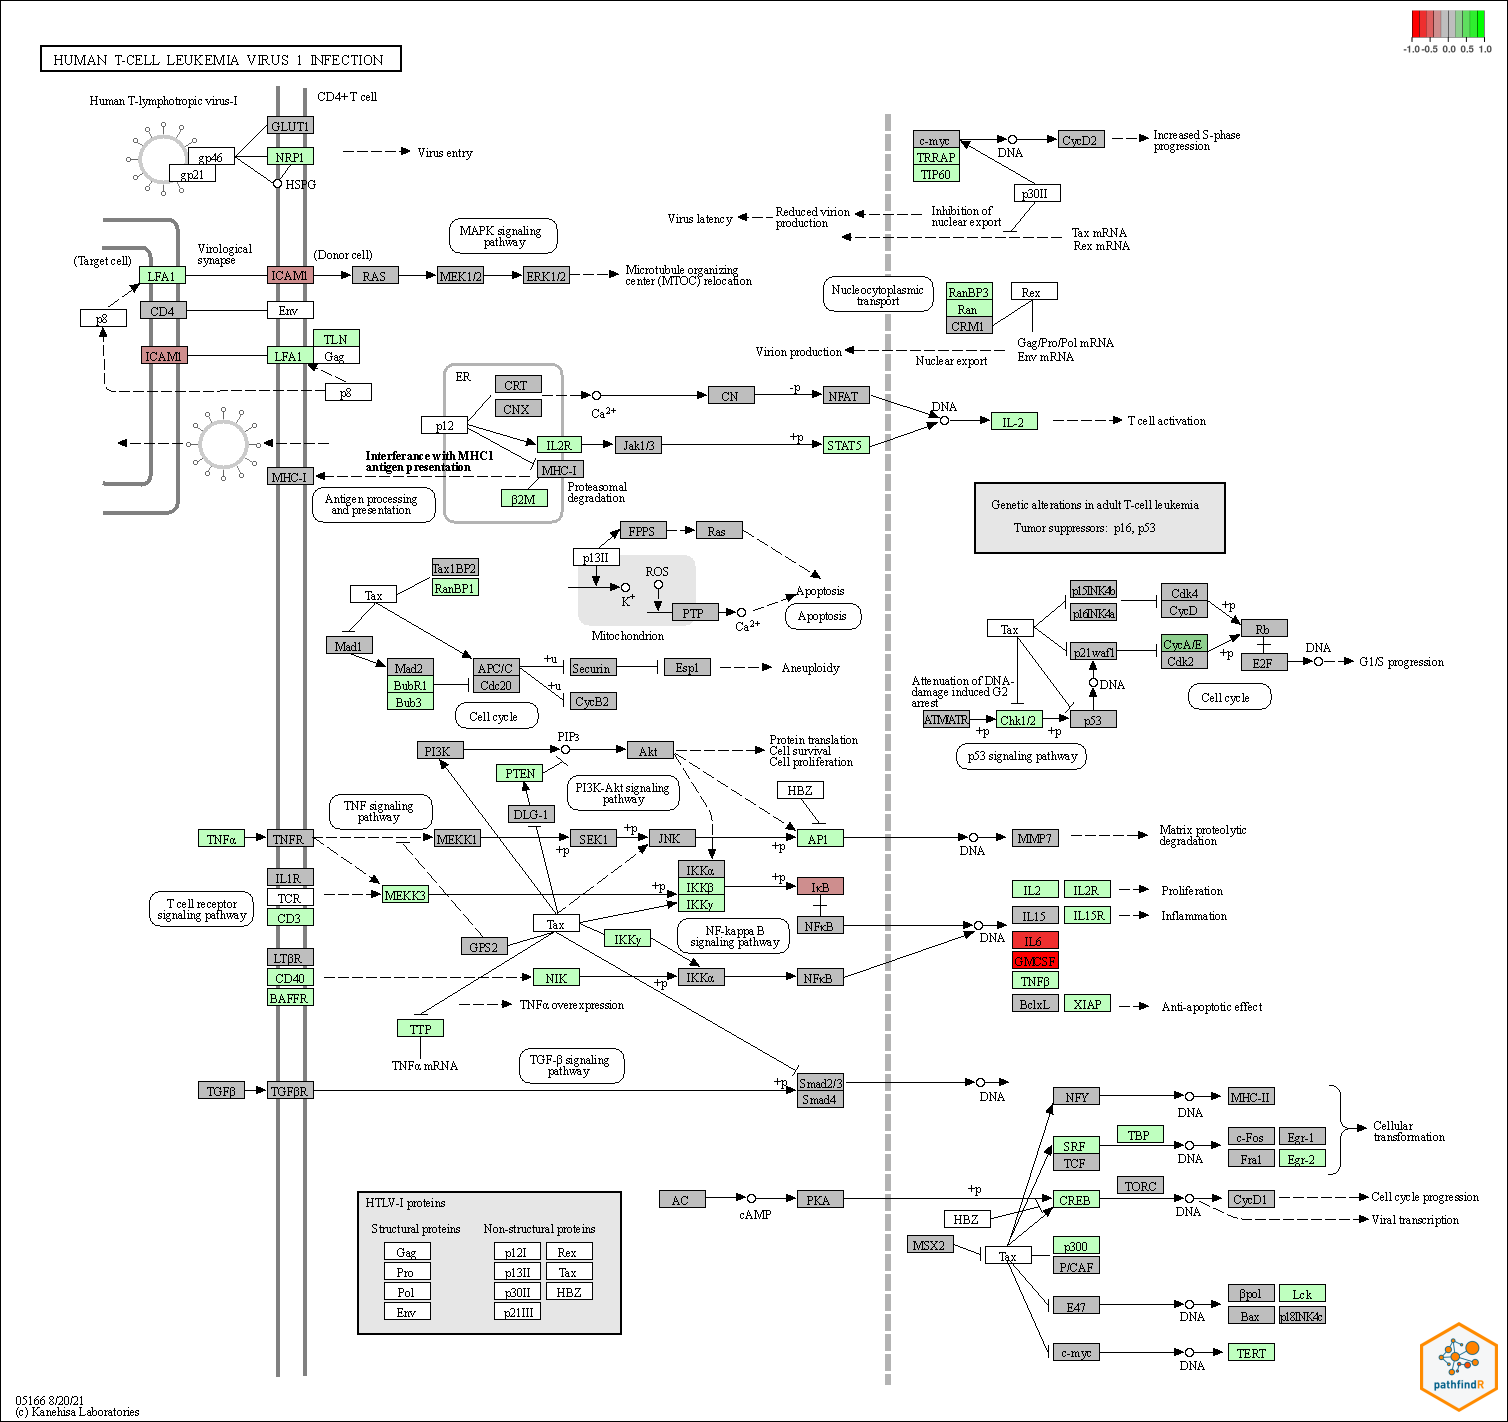 HUMAN T-CELL LEUKEMIA VIRUS 1 INFECTION
-1.0 -0.5 0.0 0.5 1.0
Human T-lymphotropic virus-I
CD4+ T cell
GLUT1
gp46
NRP1
gp21
HSPG
Virus entry
c-myc
TRRAP
TIP60
DNA
CycD2
Increased S-phase
progression
p30II
Virus latency
Reduced virion
production
Inhibition of
nuclear export
Tax mRNA
Rex mRNA
MAPK signaling
pathway
(Target cell)
Virological
synapse
(Donor cell)
LFA1
ICAM1
RAS
MEK1/2
ERK1/2
Microtubule organizing
center (MTOC) relocation
p8
CD4
Env
ICAM1
LFA1
TLN
Gag
p8
Nucleocytoplasmic
transport
RanBP3
Ran
CRM1
Rex
Gag/Pro/Pol mRNA
Env mRNA
Virion production
Nuclear export
ER
CRT
CNX
p12
Ca2+
CN
-p
NFAT
DNA
IL-2
T cell activation
IL2R
Jak1/3
+p
STAT5
Interferance with MHC1
antigen presentation
MHC-I
MHC-I
β2M
Proteasomal
degradation
Antigen processing
and presentation
Genetic alterations in adult T-cell leukemia
Tumor suppressors: p16, p53
FPPS
Ras
p13II
ROS
K+
PTP
Ca2+
Mitochondrion
Apoptosis
Apoptosis
Tax1BP2
RanBP1
Tax
Mad1
Mad2
BubR1
Bub3
APC/C
Cdc20
+u
+u
Securin
CycB2
Esp1
Aneuploidy
Cell cycle
p15INK4b
p16INK4a
Tax
p21waf1
Cdk4
CycD
CycA/E
Cdk2
+p
+p
Rb
E2F
DNA
G1/S progression
Attenuation of DNA-
damage induced G2
arrest
DNA
ATM/ATR
+p
Chk1/2
+p
p53
Cell cycle
p53 signaling pathway
PI3K
PIP3
Akt
Protein translation
Cell survival
Cell proliferation
PTEN
DLG-1
PI3K-Akt signaling
pathway
HBZ
TNF signaling
pathway
TNFα
TNFR
MEKK1
+p
SEK1
+p
JNK
+p
AP1
DNA
MMP7
Matrix proteolytic
degradation
IL1R
TCR
CD3
T cell receptor
signaling pathway
MEKK3
+p
IKKα
IKKβ
IKKγ
+p
IκB
NFκB
Tax
GPS2
IKKγ
NF-kappa B
signaling pathway
DNA
IL2
IL2R
Proliferation
IL15
IL15R
Inflammation
IL6
GMCSF
TNFβ
BclxL
XIAP
Anti-apoptotic effect
LTβR
CD40
BAFFR
NIK
+p
IKKα
NFκB
TNFα overexpression
TTP
TNFα mRNA
TGF-β signaling
pathway
TGFβ
TGFβR
+p
Smad2/3
Smad4
DNA
NFY
DNA
MHC-II
SRF
TCF
TBP
DNA
c-Fos
Egr-1
Fra1
Egr-2
Cellular
transformation
AC
cAMP
PKA
+p
CREB
TORC
DNA
CycD1
Cell cycle progression
Viral transcription
HBZ
MSX2
Tax
p300
P/CAF
E47
DNA
βpol
Lck
Bax
p18INK4c
c-myc
DNA
TERT
HTLV-I proteins
Structural proteins
Non-structural proteins
Gag
p12I
Rex
Pro
p13II
Tax
Pol
p30II
HBZ
Env
p21III
pathfindR
05166 8/20/21
(c) Kanehisa Laboratories